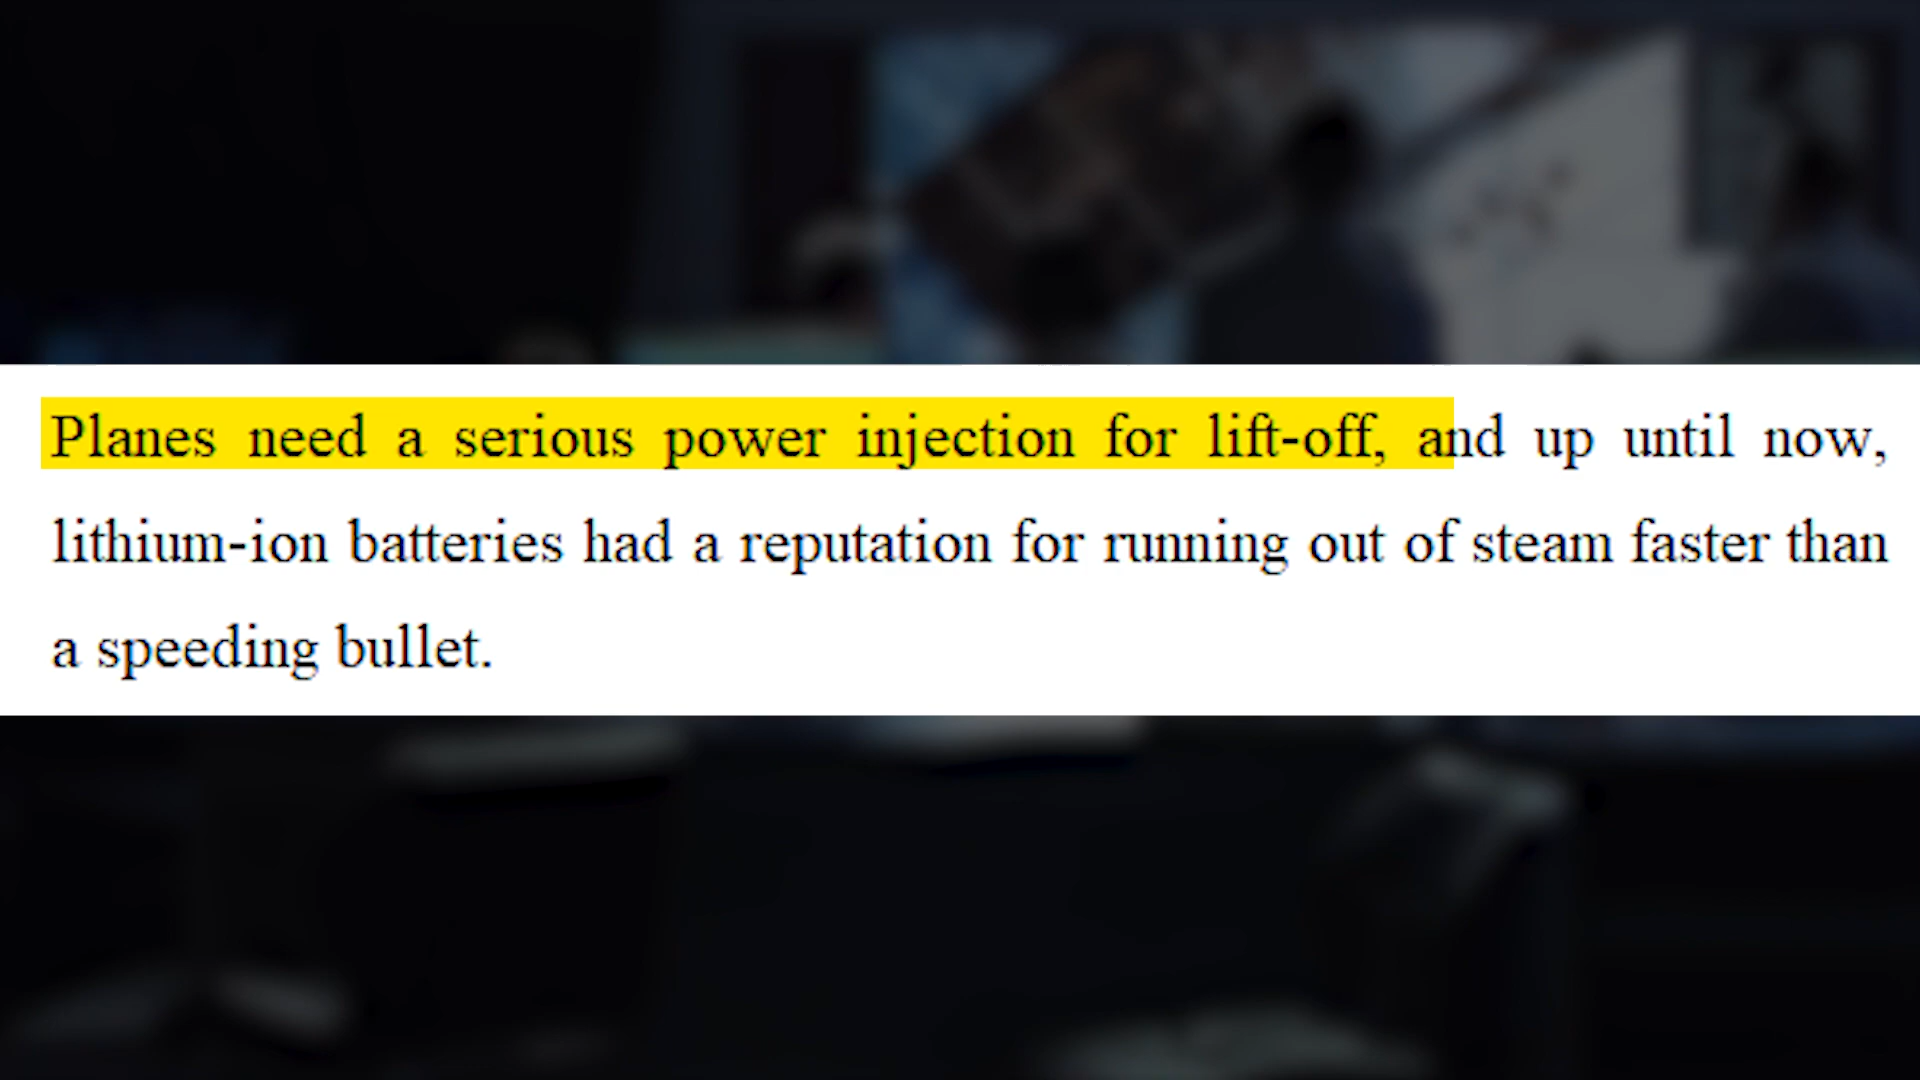 Planes need a serious power injection for lift-off, and up until now,
lithium-ion batteries had a reputation for running out of steam faster than
a speeding bullet.